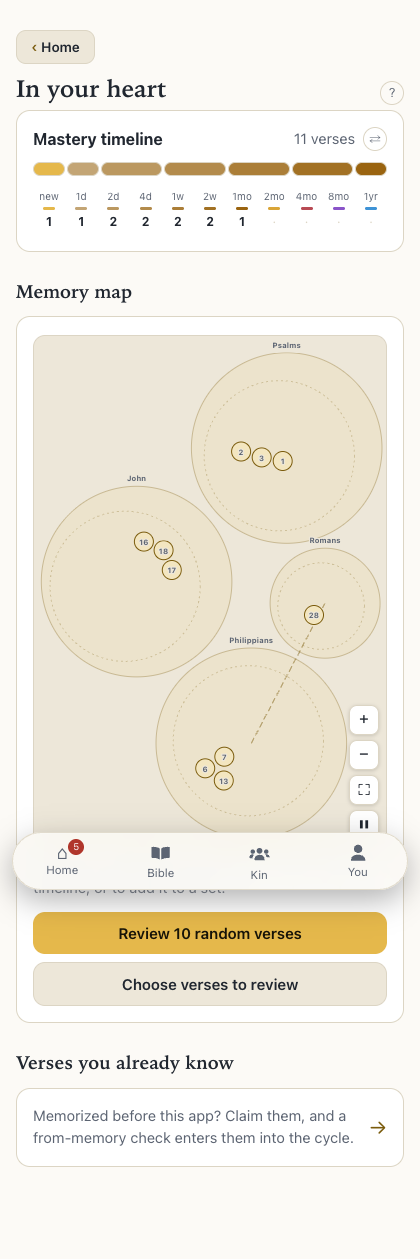 ‹ Home
In your heart
?
Mastery timeline
11 verses
new 1d 2d 4d 1w 2w 1mo 2mo 4mo 8mo 1yr
1 1 2 2 2 2 1 - - - -
Memory map
Psalms
2 3 1
John
16 18 17
Romans
28
Philippians
7 6 13
+
−
Home 5
Bible
Kin
You
timeline, or to add it to a set.
Review 10 random verses
Choose verses to review
Verses you already know
Memorized before this app? Claim them, and a
from-memory check enters them into the cycle.